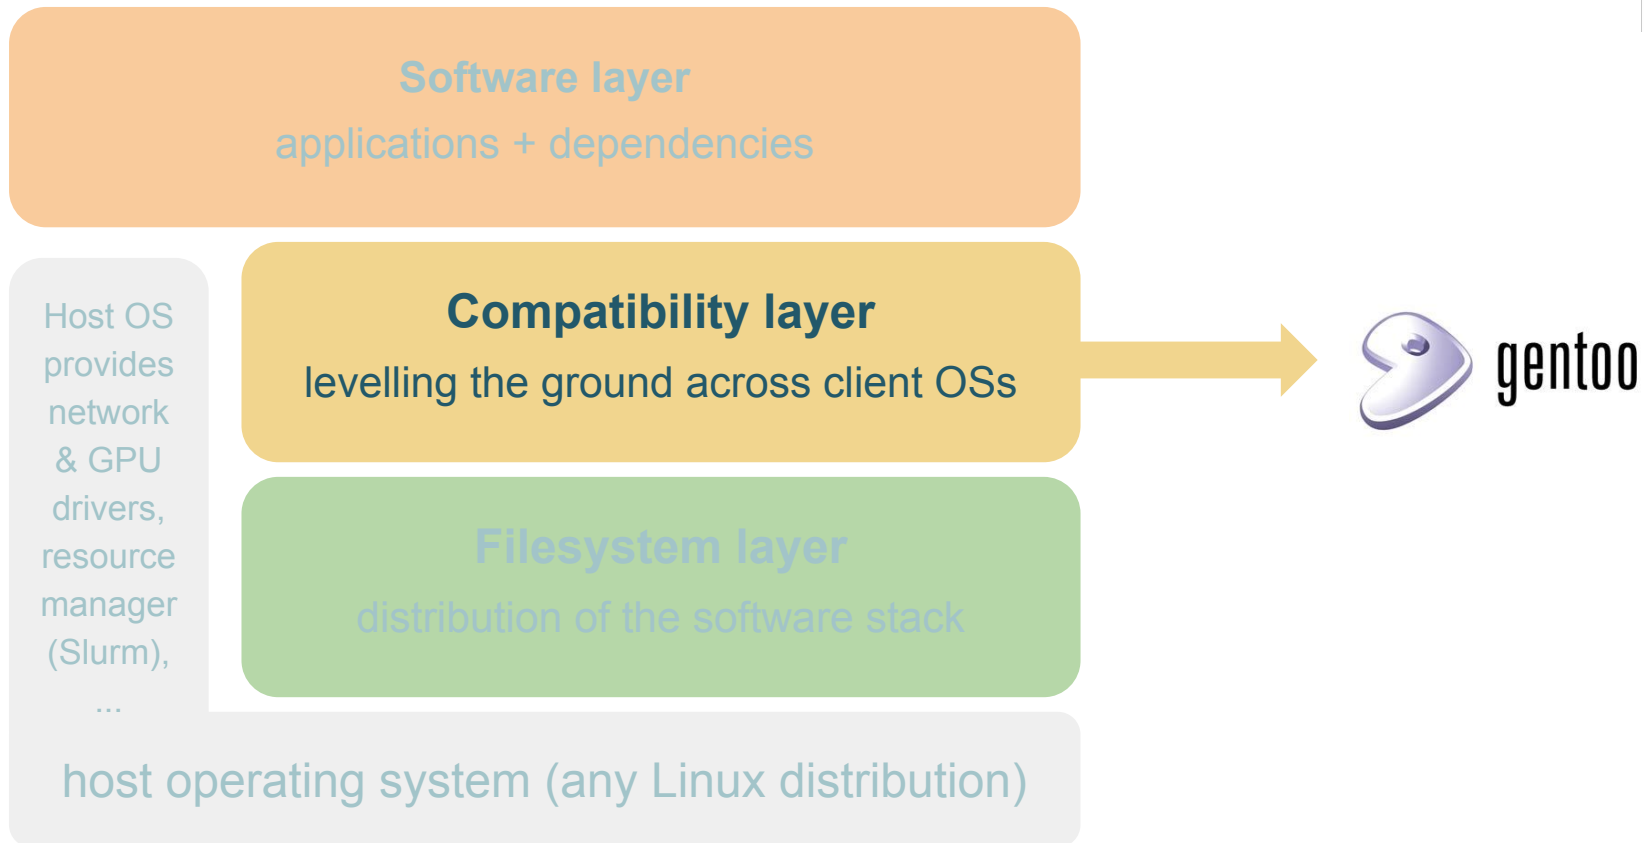 Software layer
applications + dependencies
Host OS
provides
network
& GPU
drivers,
resource
manager
(Slurm),
...
Compatibility layer
levelling the ground across client OSs
gentoo
Filesystem layer
distribution of the software stack
host operating system (any Linux distribution)